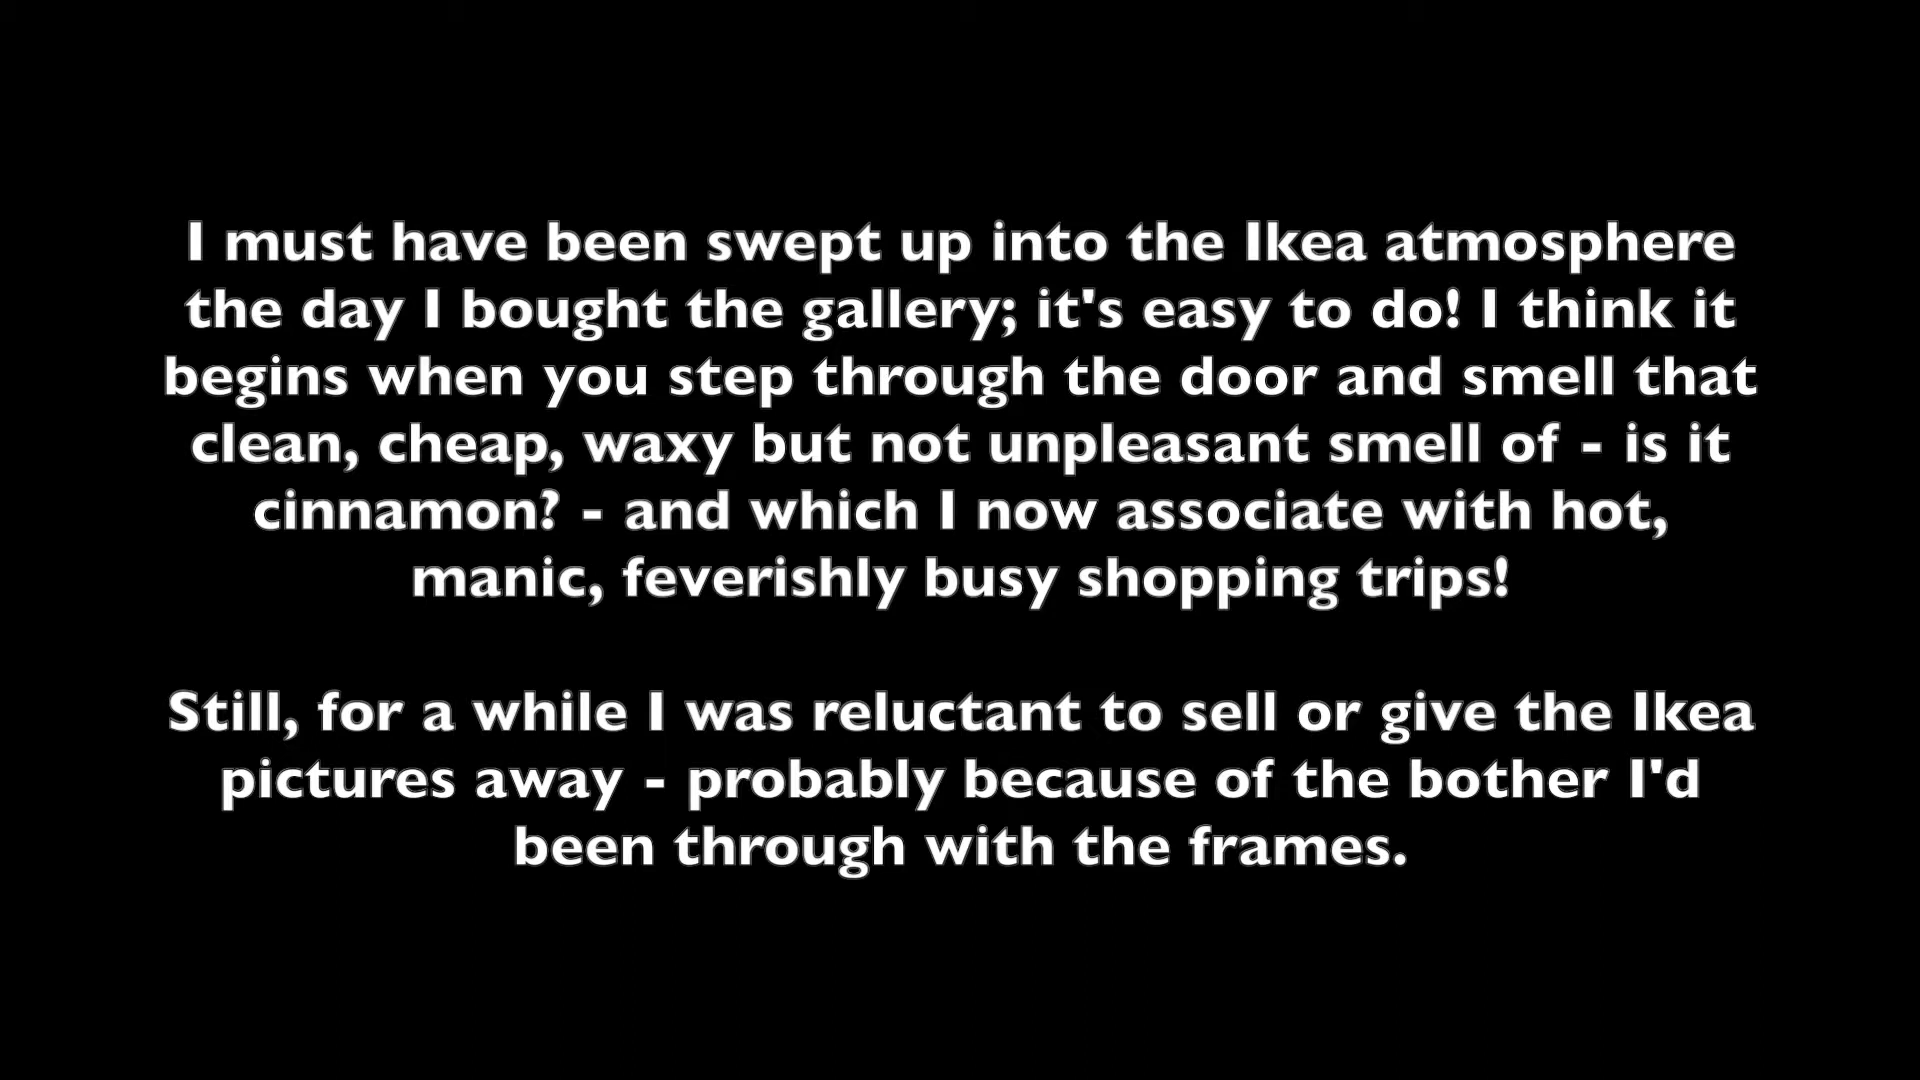 I must have been swept up into the Ikea atmosphere
the day I bought the gallery; it's easy to do! I think it
begins when you step through the door and smell that
clean, cheap, waxy but not unpleasant smell of - is it
cinnamon? - and which I now associate with hot,
manic, feverishly busy shopping trips!
Still, for a while I was reluctant to sell or give the Ikea
pictures away - probably because of the bother I'd
been through with the frames.